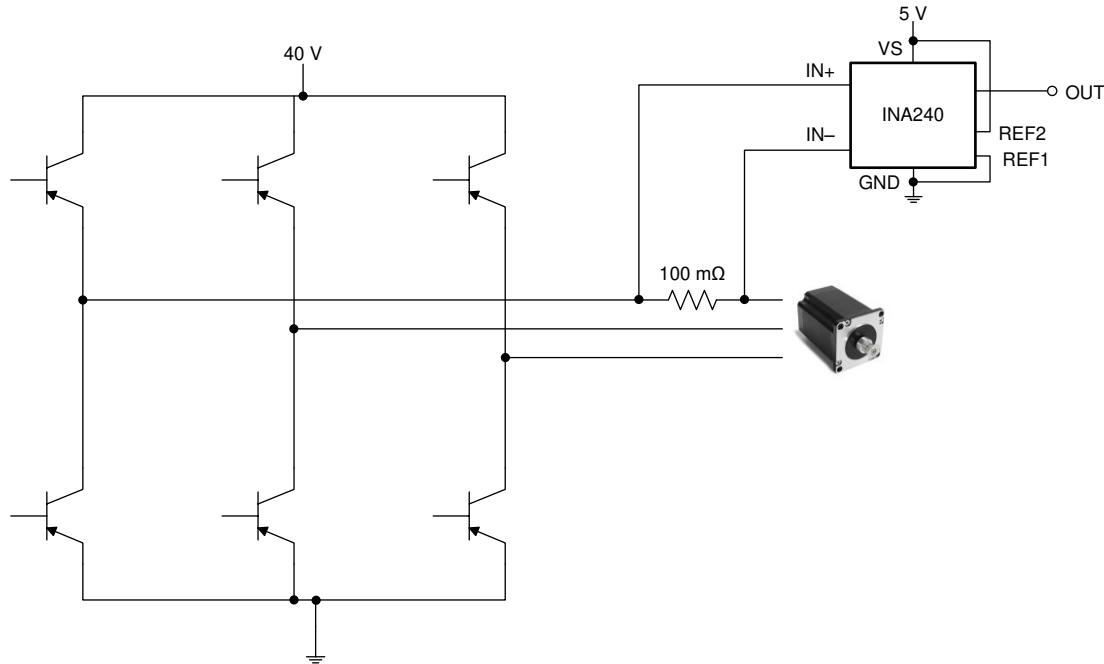 5 V
VS
40 V
IN+
OUT
INA240
IN–
REF2
REF1
GND
100 mΩ